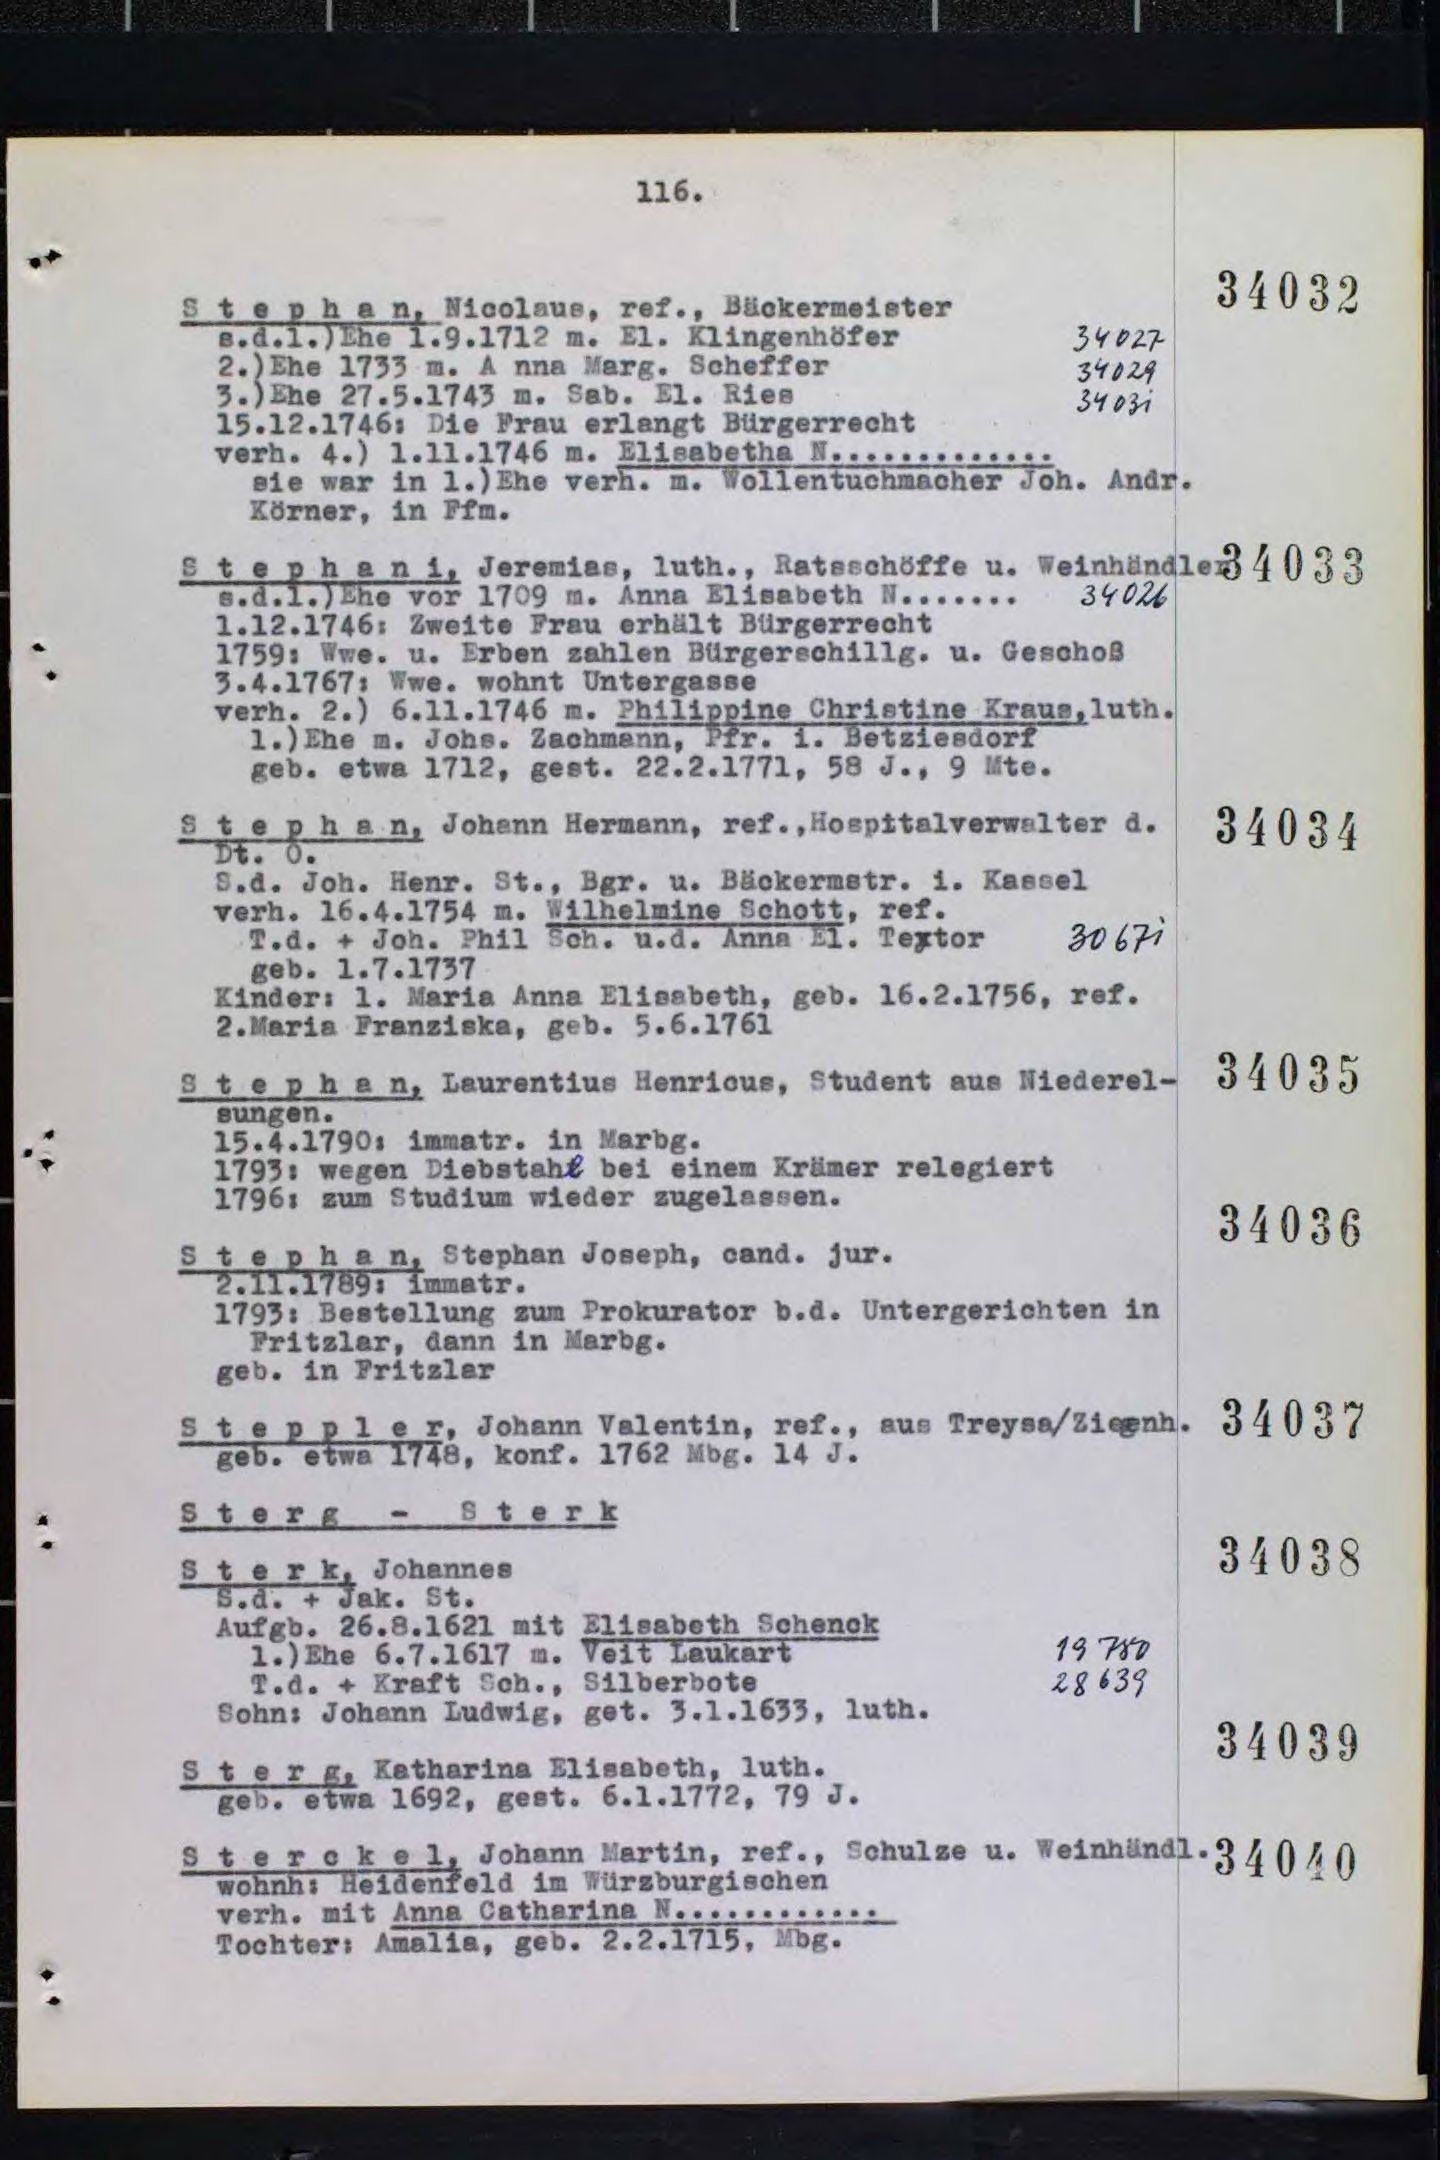 116.
S t e p h a n, Nicolaus, ref., Bäckermeister 34032
s.d.1.)Ehe 1.9.1712 m. El. Klingenhöfer 34027
2.)Ehe 1733 m. A nna Marg. Scheffer 34029
3.)Ehe 27.5.1743 m. Sab. El. Ries 34031
15.12.1746: Die Frau erlangt Bürgerrecht
verh. 4.) 1.11.1746 m. Elisabetha N.............
sie war in 1.)Ehe verh. m. Wollentuchmacher Joh. Andr.
Körner, in Ffm.
S t e p h a n i, Jeremias, luth., Ratsschöffe u. Weinhändler 34033
s.d.1.)Ehe vor 1709 m. Anna Elisabeth N....... 34026
1.12.1746: Zweite Frau erhält Bürgerrecht
1759: Wwe. u. Erben zahlen Bürgerschillg. u. Geschoß
3.4.1767: Wwe. wohnt Untergasse
verh. 2.) 6.11.1746 m. Philippine Christine Kraus,luth.
1.)Ehe m. Johs. Zachmann, Pfr. i. Betziesdorf
geb. etwa 1712, gest. 22.2.1771, 58 J., 9 Mte.
S t e p h a n, Johann Hermann, ref.,Hospitalverwalter d. 34034
Dt. O.
S.d. Joh. Henr. St., Bgr. u. Bäckermstr. i. Kassel
verh. 16.4.1754 m. Wilhelmine Schott, ref.
T.d. + Joh. Phil Sch. u.d. Anna El. Textor 30671
geb. 1.7.1737
Kinder: 1. Maria Anna Elisabeth, geb. 16.2.1756, ref.
2.Maria Franziska, geb. 5.6.1761
S t e p h a n, Laurentius Henricus, Student aus Niederel- 34035
sungen.
15.4.1790: immatr. in Marbg.
1793: wegen Diebstahl bei einem Krämer relegiert
1796: zum Studium wieder zugelassen.
34036
S t e p h a n, Stephan Joseph, cand. jur.
2.11.1789: immatr.
1793: Bestellung zum Prokurator b.d. Untergerichten in
Fritzlar, dann in Marbg.
geb. in Fritzlar
S t e p p l e r, Johann Valentin, ref., aus Treysa/Ziegnh. 34037
geb. etwa 1748, konf. 1762 Mbg. 14 J.
S t e r g - S t e r k
S t e r k, Johannes 34038
S.d. + Jak. St.
Aufgb. 26.8.1621 mit Elisabeth Schenck
1.)Ehe 6.7.1617 m. Veit Laukart 19780
T.d. + Kraft Sch., Silberbote 28639
Sohn: Johann Ludwig, get. 3.1.1633, luth.
34039
S t e r g, Katharina Elisabeth, luth.
geb. etwa 1692, gest. 6.1.1772, 79 J.
S t e r c k e l, Johann Martin, ref., Schulze u. Weinhändl. 34040
wohnh: Heidenfeld im Würzburgischen
verh. mit Anna Catharina N............
Tochter: Amalia, geb. 2.2.1715, Mbg.